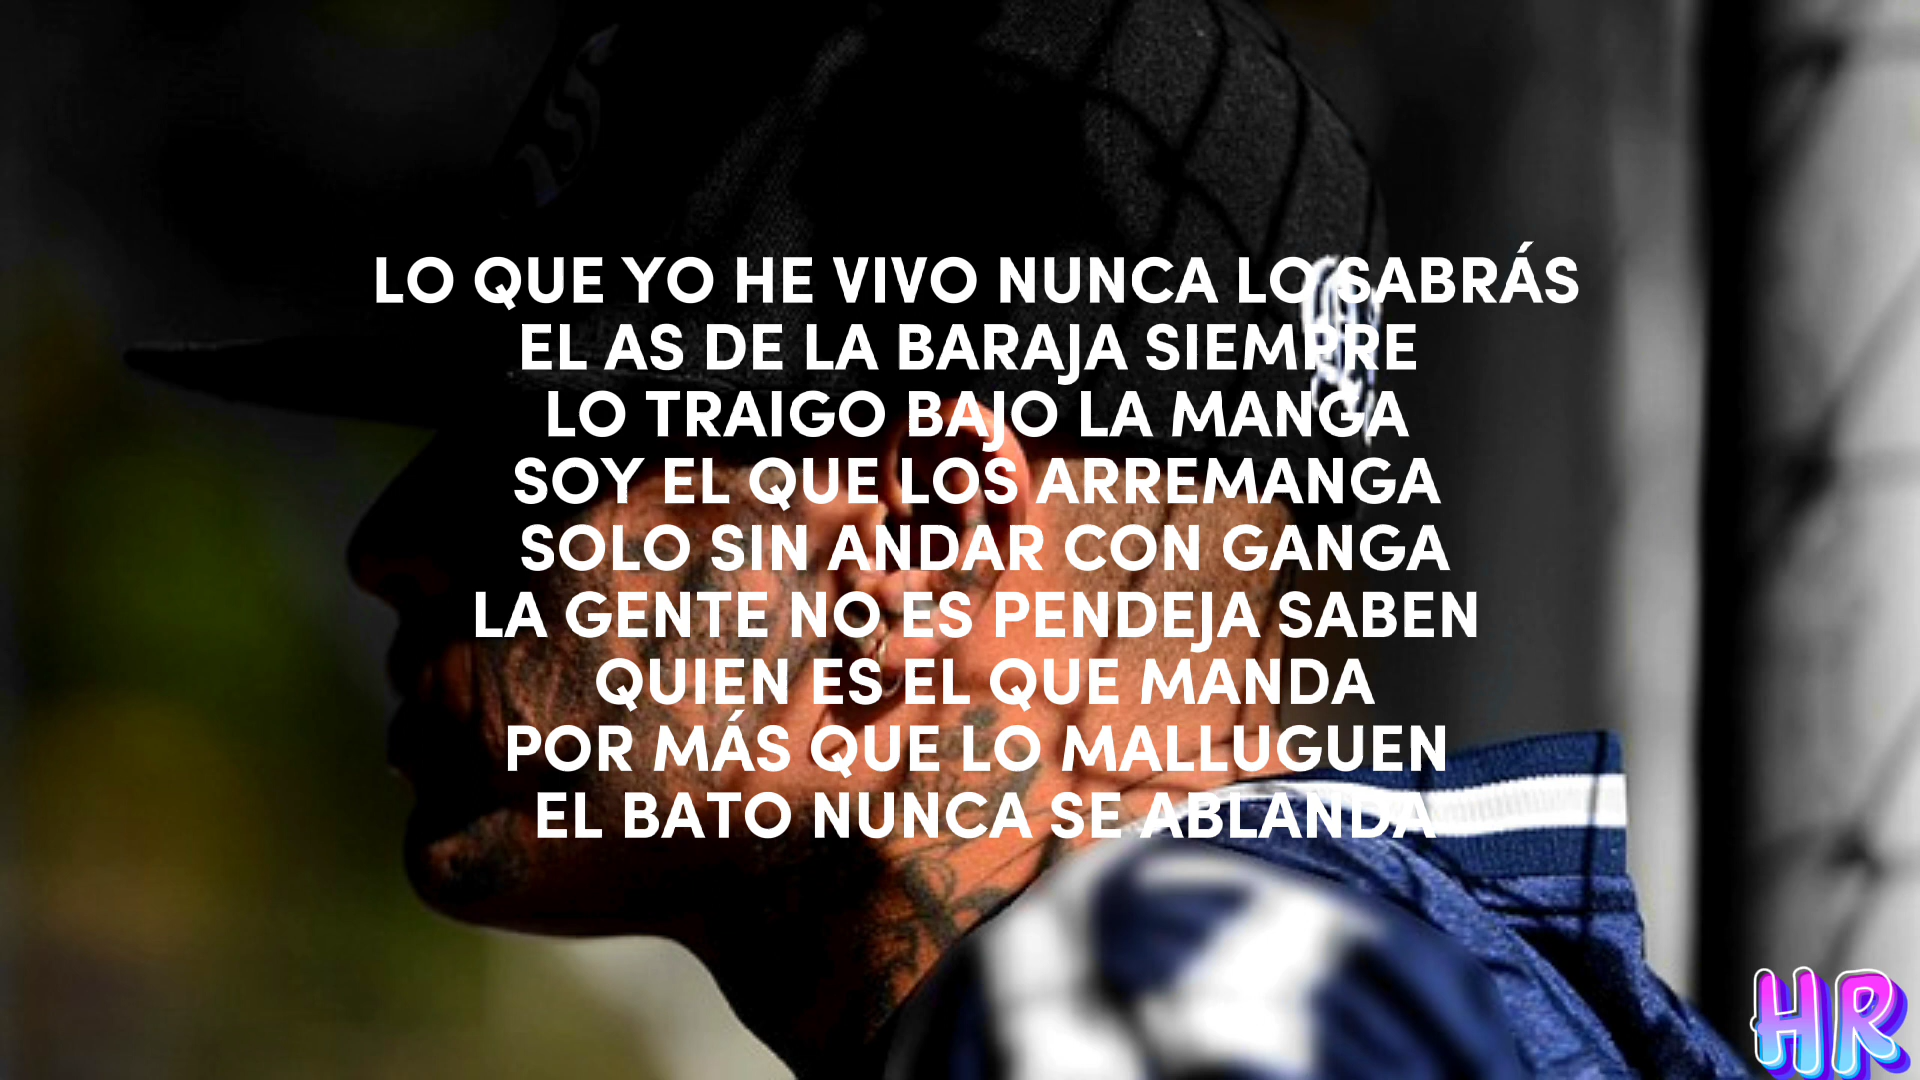 LO QUE YO HE VIVO NUNCA LO SABRÁS
EL AS DE LA BARAJA SIEMPRE
LO TRAIGO BAJO LA MANGA
SOY EL QUE LOS ARREMANGA
SOLO SIN ANDAR CON GANGA
LA GENTE NO ES PENDEJA SABEN
QUIEN ES EL QUE MANDA
POR MÁS QUE LO MALLUGUEN
EL BATO NUNCA SE ABLANDA
HR